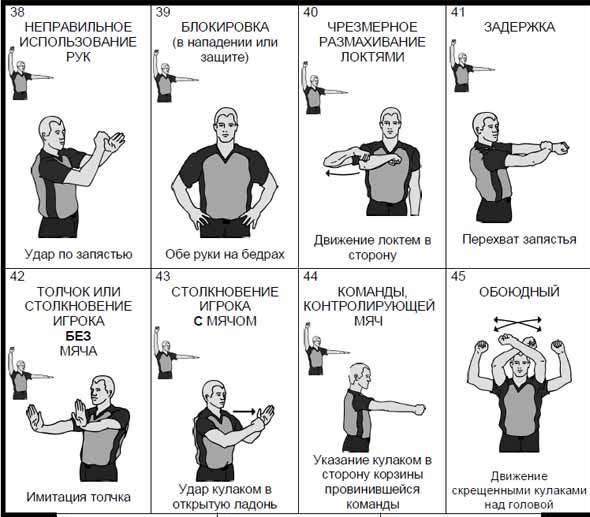 38
НЕПРАВИЛЬНОЕ
ИСПОЛЬЗОВАНИЕ
РУК
Удар по запястью
39
БЛОКИРОВКА
(в нападении или
защите)
Обе руки на бедрах
40
ЧРЕЗМЕРНОЕ
РАЗМАХИВАНИЕ
ЛОКТЯМИ
Движение локтем в
сторону
41
ЗАДЕРЖКА
Перехват запястья
42
ТОЛЧОК ИЛИ
СТОЛКНОВЕНИЕ
ИГРОКА
БЕЗ
МЯЧА
Имитация толчка
43
СТОЛКНОВЕНИЕ
ИГРОКА
С МЯЧОМ
Удар кулаком в
открытую ладонь
44
КОМАНДЫ,
КОНТРОЛИРУЮЩЕЙ
МЯЧ
Указание кулаком в
сторону корзины
провинившейся
команды
45
ОБОЮДНЫЙ
Движение
скрещенными кулаками
над головой